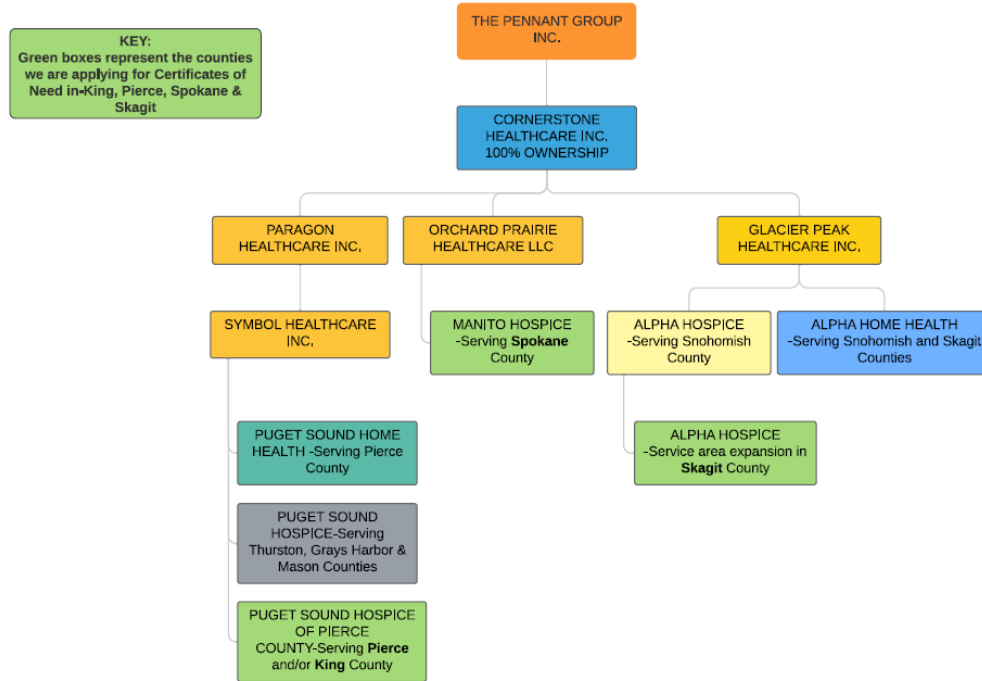 THE PENNANT GROUP
INC.
KEY:
Green boxes represent the counties
we are applying for Certificates of
Need in-King, Pierce, Spokane &
Skagit
CORNERSTONE
HEALTHCARE INC.
100% OWNERSHIP
PARAGON
HEALTHCARE INC.
ORCHARD PRAIRIE
HEALTHCARE LLC
GLACIER PEAK
HEALTHCARE INC.
SYMBOL HEALTHCARE
INC.
MANITO HOSPICE
-Serving Spokane
County
ALPHA HOSPICE
-Serving Snohomish
County
ALPHA HOME HEALTH
-Serving Snohomish and Skagit
Counties
PUGET SOUND HOME
HEALTH -Serving Pierce
County
ALPHA HOSPICE
-Service area expansion in
Skagit County
PUGET SOUND
HOSPICE-Serving
Thurston, Grays Harbor &
Mason Counties
PUGET SOUND HOSPICE
OF PIERCE
COUNTY-Serving Pierce
and/or King County